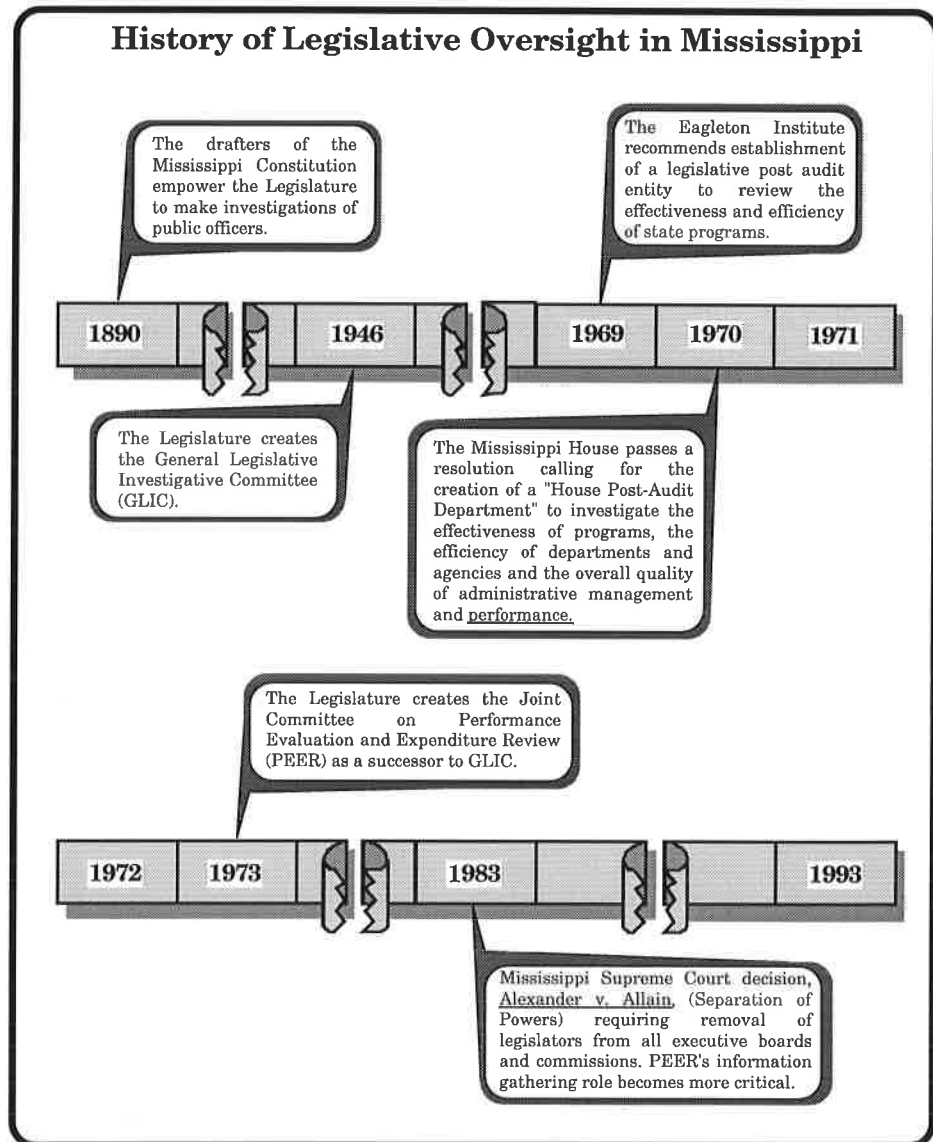 History of Legislative Oversight in Mississippi
The drafters of the
Mississippi Constitution
empower the Legislature
to make investigations of
public officers.
The Eagleton Institute
recommends establishment
of a legislative post audit
entity to review the
effectiveness and efficiency
of state programs.
1890
1946
1969
1970
1971
The Legislature creates
the General Legislative
Investigative Committee
(GLIC).
The Mississippi House passes a
resolution calling for the
creation of a "House Post-Audit
Department" to investigate the
effectiveness of programs, the
efficiency of departments and
agencies and the overall quality
of administrative management
and performance.
The Legislature creates the Joint
Committee on Performance
Evaluation and Expenditure Review
(PEER) as a successor to GLIC.
1972
1973
1983
1993
Mississippi Supreme Court decision,
Alexander v. Allain, (Separation of
Powers) requiring removal of
legislators from all executive boards
and commissions. PEER's information
gathering role becomes more critical.